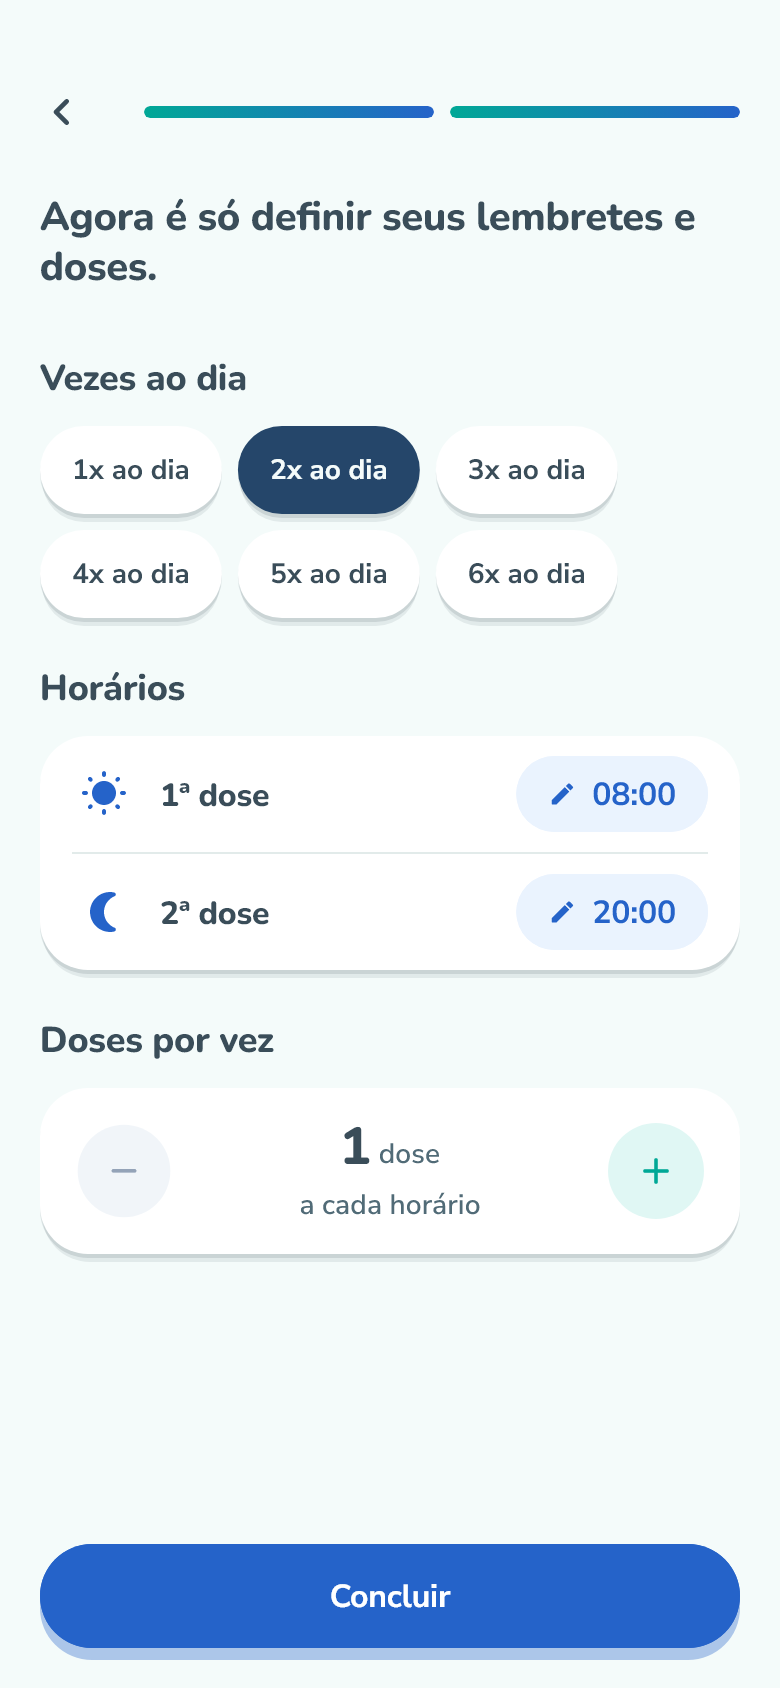 Agora é só definir seus lembretes e
doses.
Vezes ao dia
1x ao dia
2x ao dia
3x ao dia
4x ao dia
5x ao dia
6x ao dia
Horários
1ª dose
08:00
2ª dose
20:00
Doses por vez
1 dose
a cada horário
Concluir